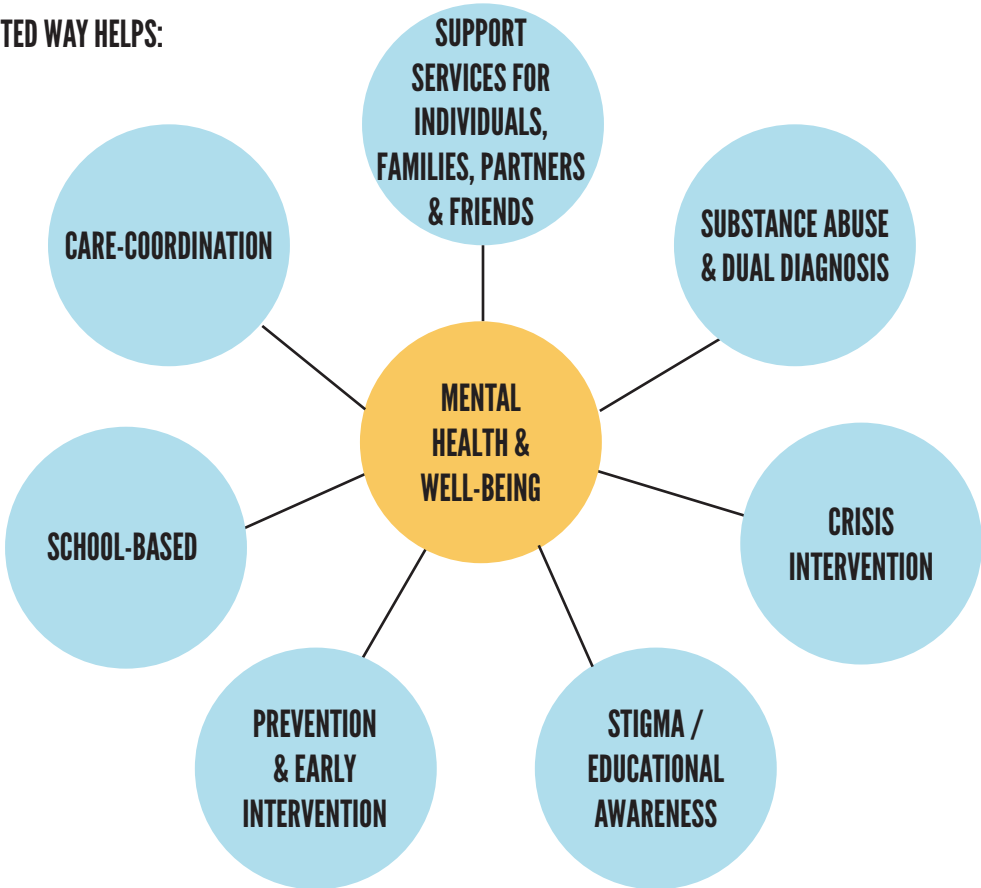 TED WAY HELPS:
SUPPORT
SERVICES FOR
INDIVIDUALS,
FAMILIES, PARTNERS
& FRIENDS
CARE-COORDINATION
SUBSTANCE ABUSE
& DUAL DIAGNOSIS
MENTAL
HEALTH &
WELL-BEING
SCHOOL-BASED
CRISIS
INTERVENTION
PREVENTION
& EARLY
INTERVENTION
STIGMA /
EDUCATIONAL
AWARENESS